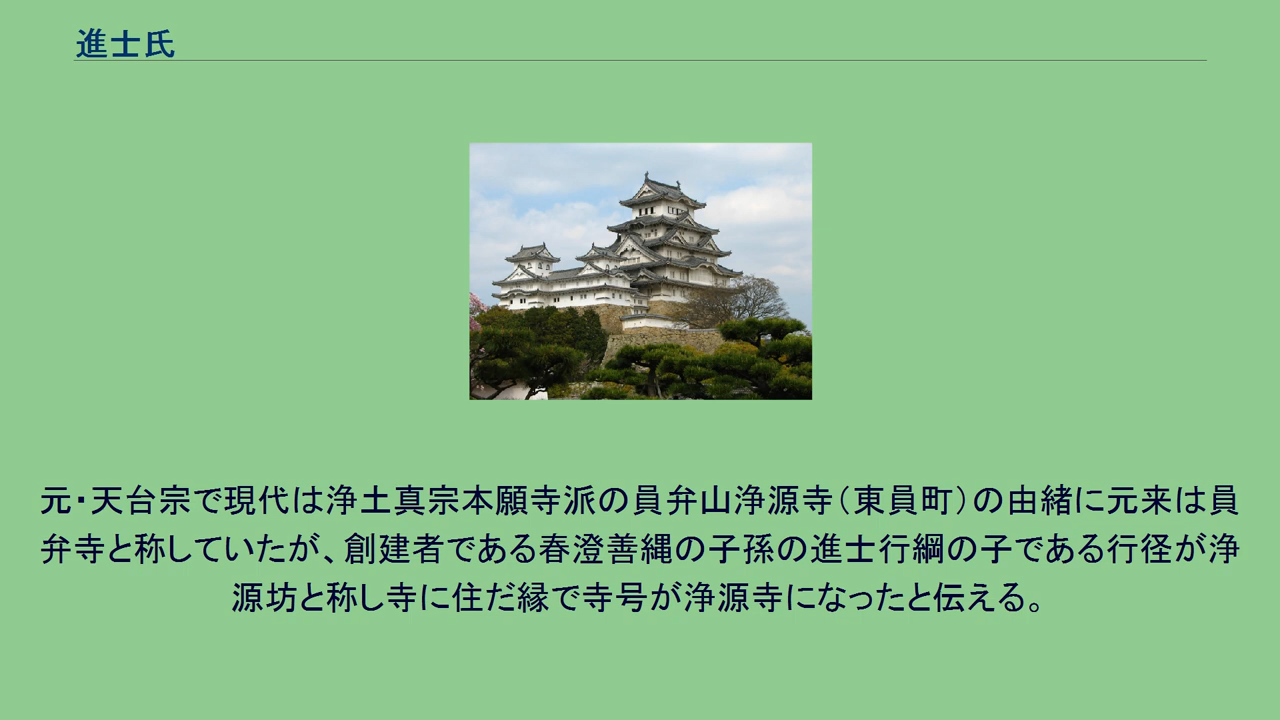 進士氏
元・天台宗で現代は浄土真宗本願寺派の員弁山浄源寺（東員町）の由緒に元来は員
弁寺と称していたが、創建者である春澄善縄の子孫の進士行綱の子である行径が浄
源坊と称し寺に住だ縁で寺号が浄源寺になったと伝える。